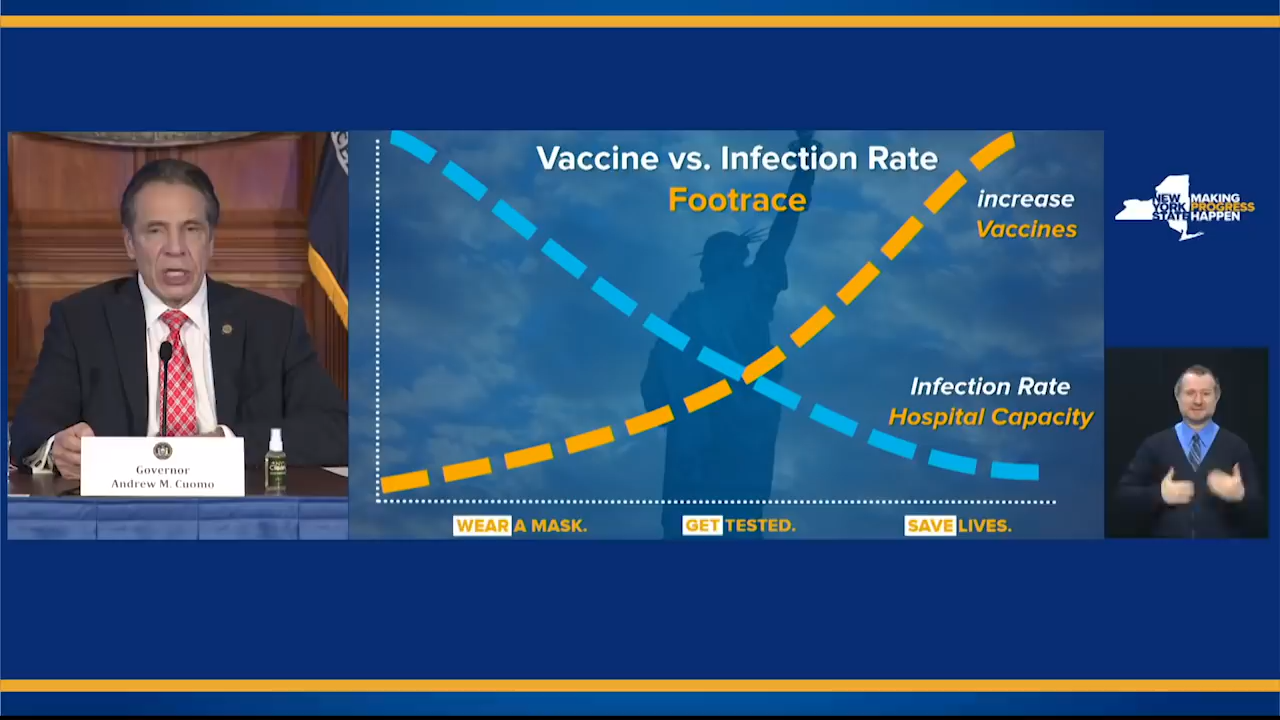 Vaccine vs. Infection Rate
Footrace
increase
Vaccines
Infection Rate
Hospital Capacity
WEAR A MASK.
GET TESTED.
SAVE LIVES.
Governor
Andrew M. Cuomo
NEW YORK STATE
MAKING
PROGRESS
HAPPEN